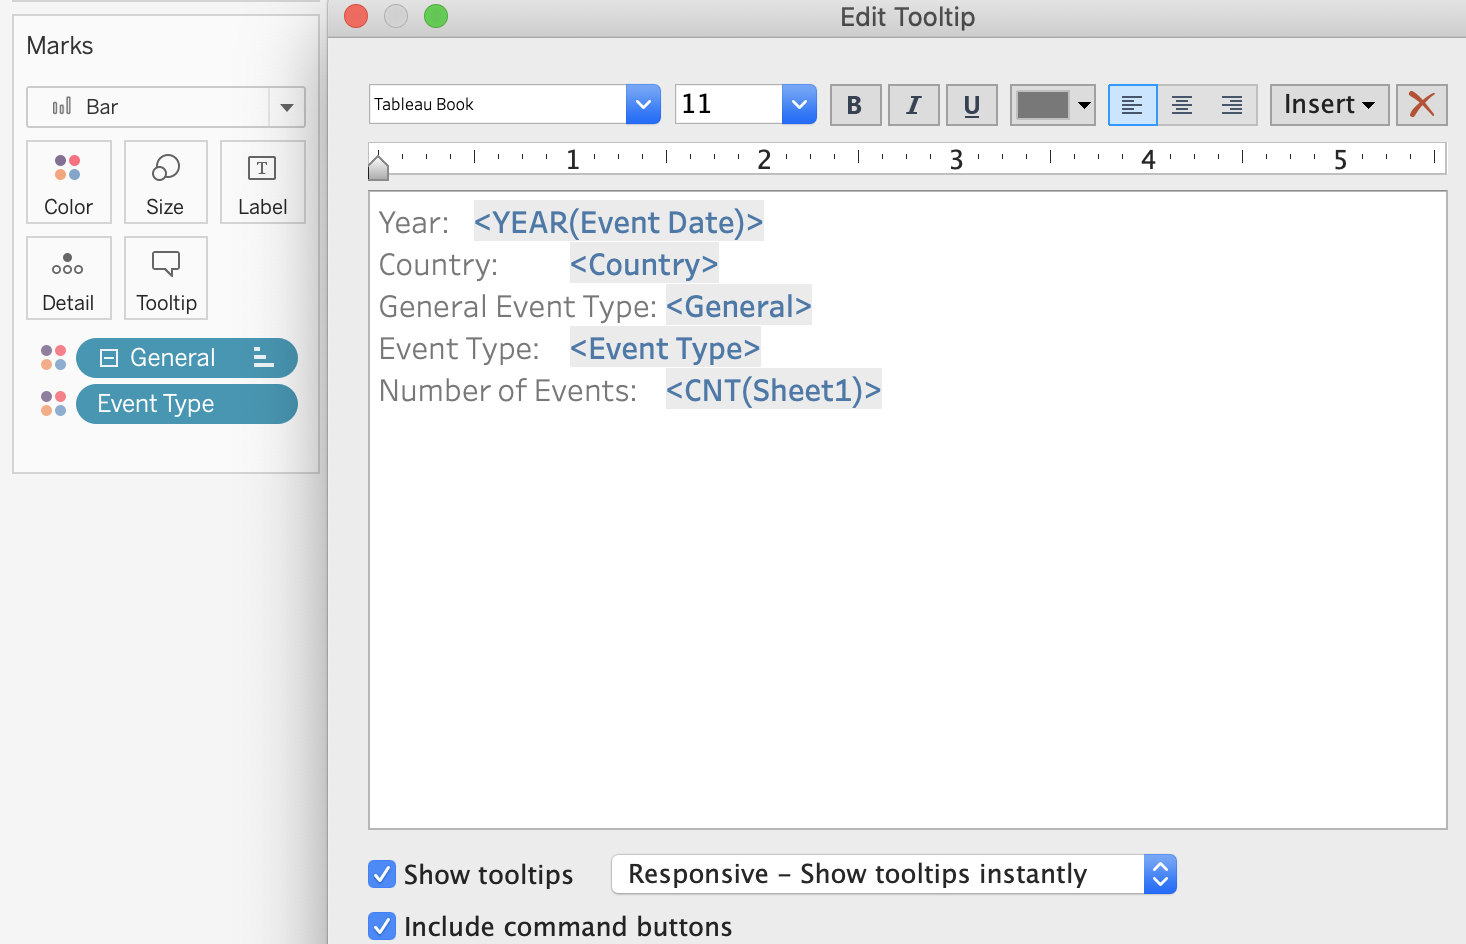 Marks
Bar
Color Size Label
Detail Tooltip
General
Event Type
Edit Tooltip
Tableau Book 11 B I U Insert
1 2 3 4 5
Year: <YEAR(Event Date)>
Country: <Country>
General Event Type: <General>
Event Type: <Event Type>
Number of Events: <CNT(Sheet1)>
Show tooltips Responsive – Show tooltips instantly
Include command buttons